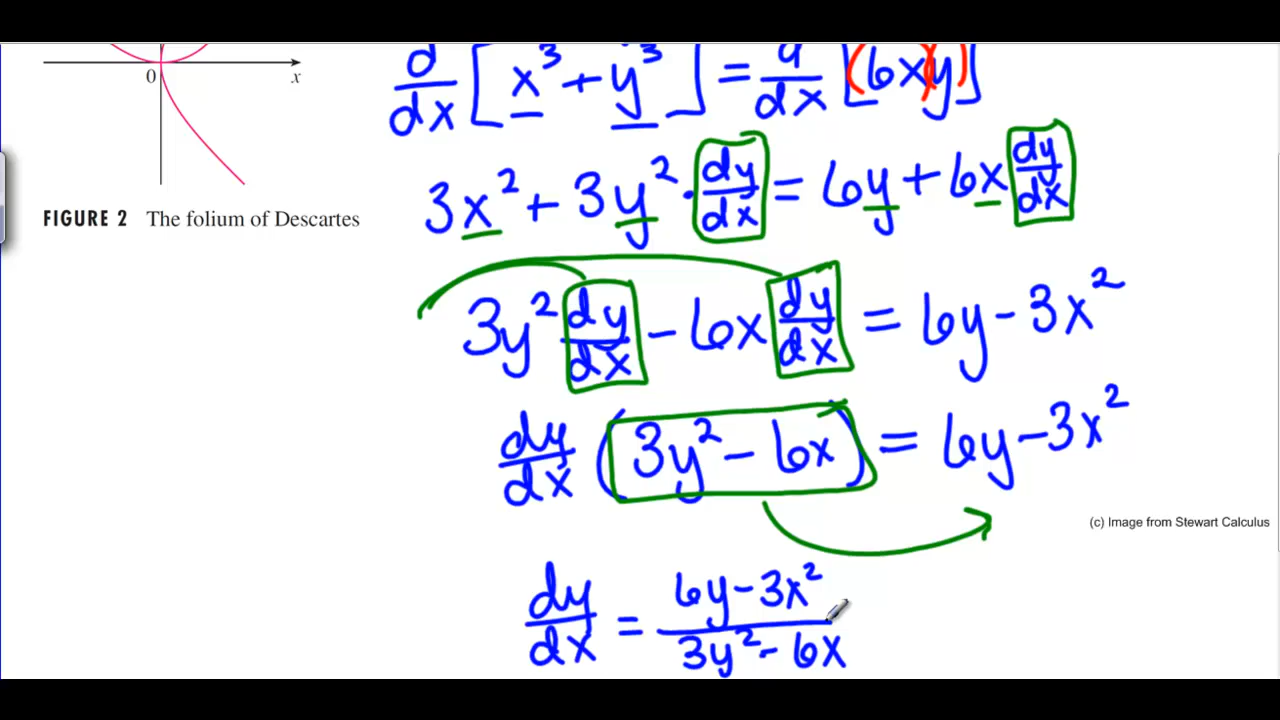 d/dx [x³ + y³] = d/dx [(6x)(y)]
0 x
3x² + 3y² · dy/dx = 6y + 6x dy/dx
FIGURE 2 The folium of Descartes
3y² dy/dx − 6x dy/dx = 6y − 3x²
dy/dx (3y² − 6x) = 6y − 3x²
(c) Image from Stewart Calculus
dy/dx = (6y − 3x²)/(3y² − 6x)